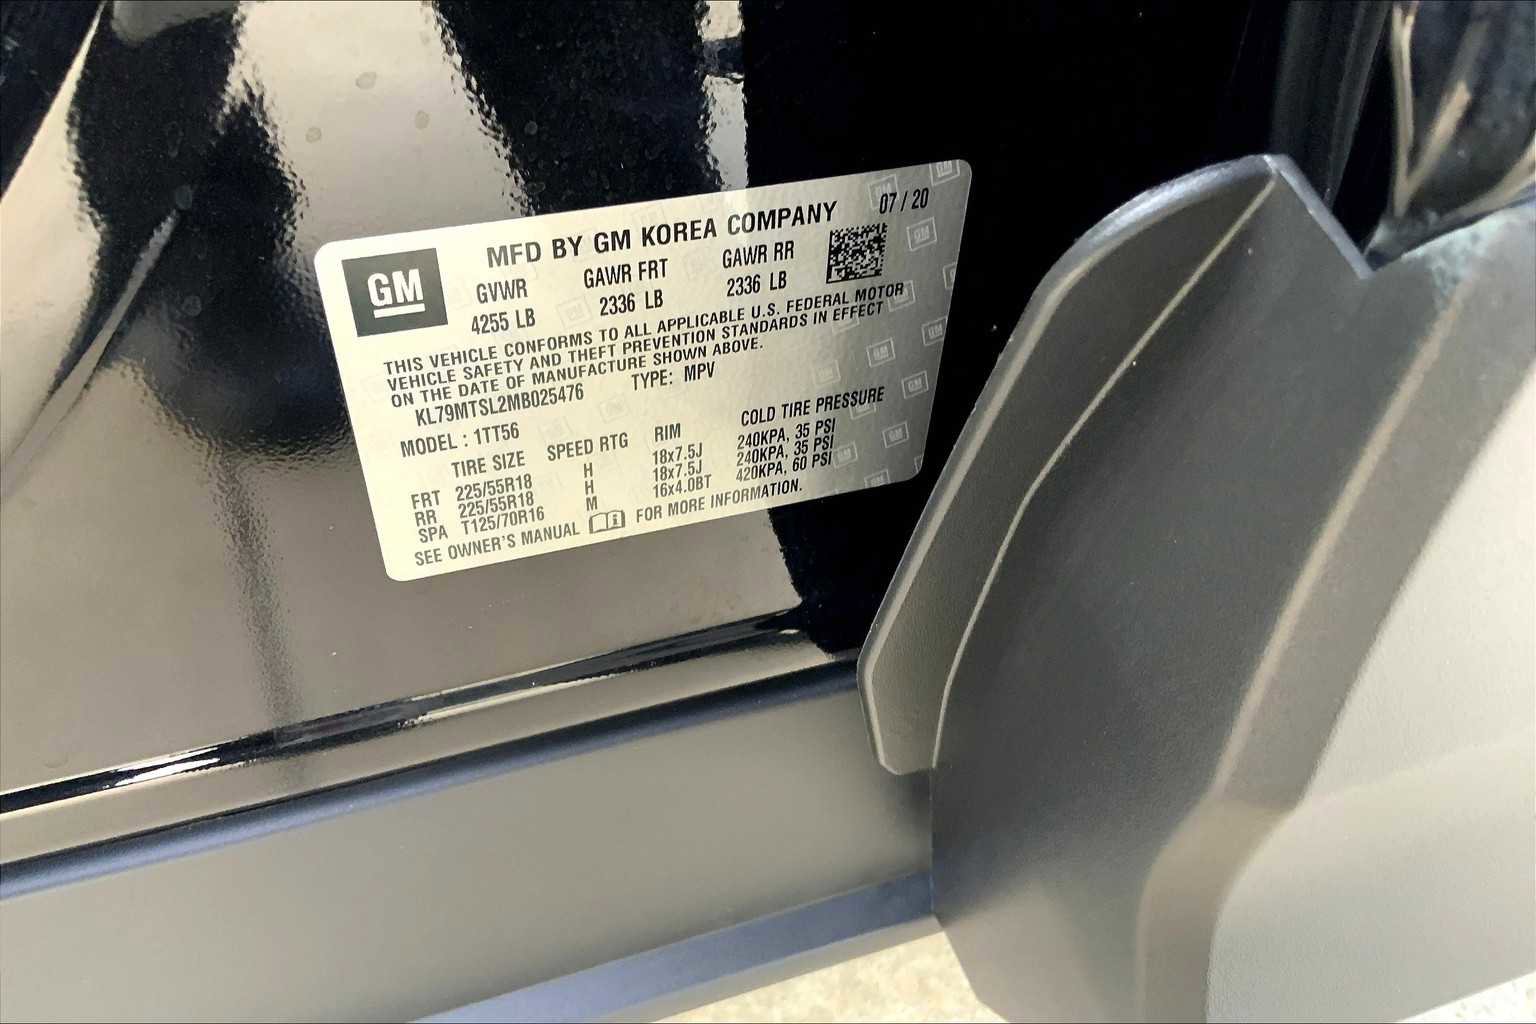 MFD BY GM KOREA COMPANY 07 / 20
GM
GVWR GAWR FRT GAWR RR
4255 LB 2336 LB 2336 LB
THIS VEHICLE CONFORMS TO ALL APPLICABLE U.S. FEDERAL MOTOR
VEHICLE SAFETY AND THEFT PREVENTION STANDARDS IN EFFECT
ON THE DATE OF MANUFACTURE SHOWN ABOVE.
KL79MTSL2MB025476 TYPE: MPV
MODEL : 1TT56
TIRE SIZE SPEED RTG RIM COLD TIRE PRESSURE
FRT 225/55R18 H 18x7.5J 240KPA, 35 PSI
RR 225/55R18 H 18x7.5J 240KPA, 35 PSI
SPA T125/70R16 M 16x4.0BT 420KPA, 60 PSI
SEE OWNER'S MANUAL FOR MORE INFORMATION.